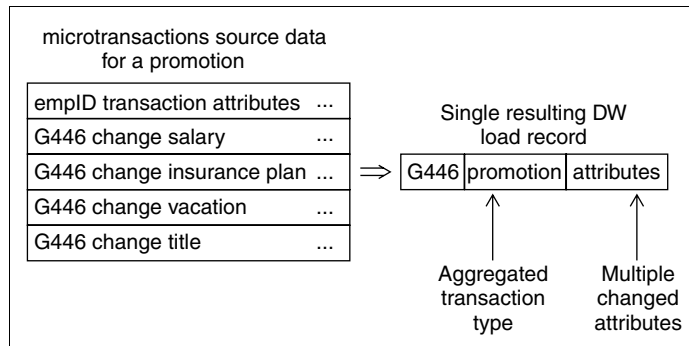 microtransactions source data
for a promotion
empID transaction attributes ...
G446 change salary ...
G446 change insurance plan ...
G446 change vacation ...
G446 change title ...
⇒
Single resulting DW
load record
G446 promotion attributes
Aggregated
transaction
type
Multiple
changed
attributes